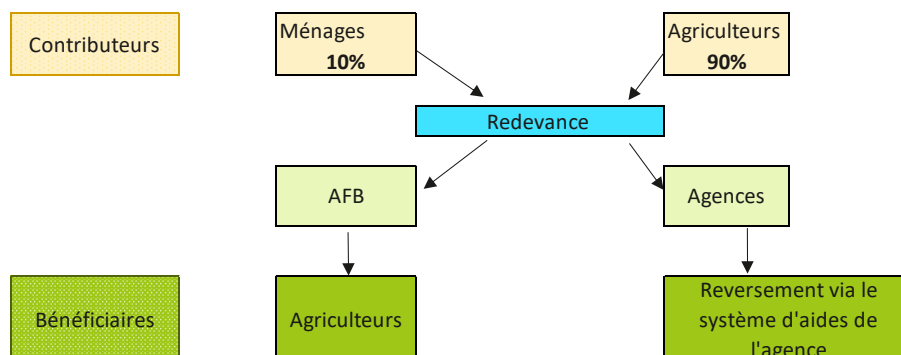 Contributeurs
Ménages
10%
Agriculteurs
90%
Redevance
AFB
Agences
Bénéficiaires
Agriculteurs
Reversement via le
système d'aides de
l'agence